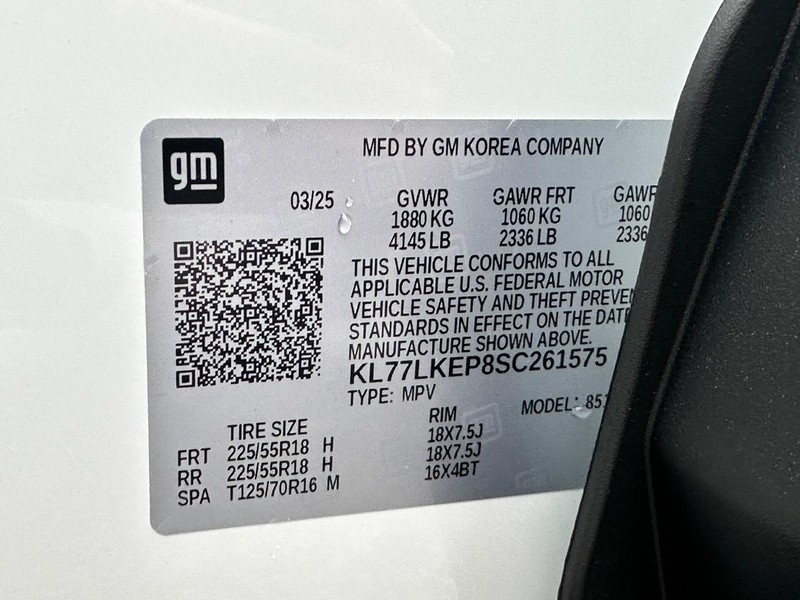 gm
MFD BY GM KOREA COMPANY
03/25 GVWR GAWR FRT GAWR
1880 KG 1060 KG 1060
4145 LB 2336 LB 2336
THIS VEHICLE CONFORMS TO ALL
APPLICABLE U.S. FEDERAL MOTOR
VEHICLE SAFETY AND THEFT PREVEN
STANDARDS IN EFFECT ON THE DATE
MANUFACTURE SHOWN ABOVE.
KL77LKEP8SC261575
TYPE: MPV MODEL: 851
TIRE SIZE RIM
FRT 225/55R18 H 18X7.5J
RR 225/55R18 H 18X7.5J
SPA T125/70R16 M 16X4BT